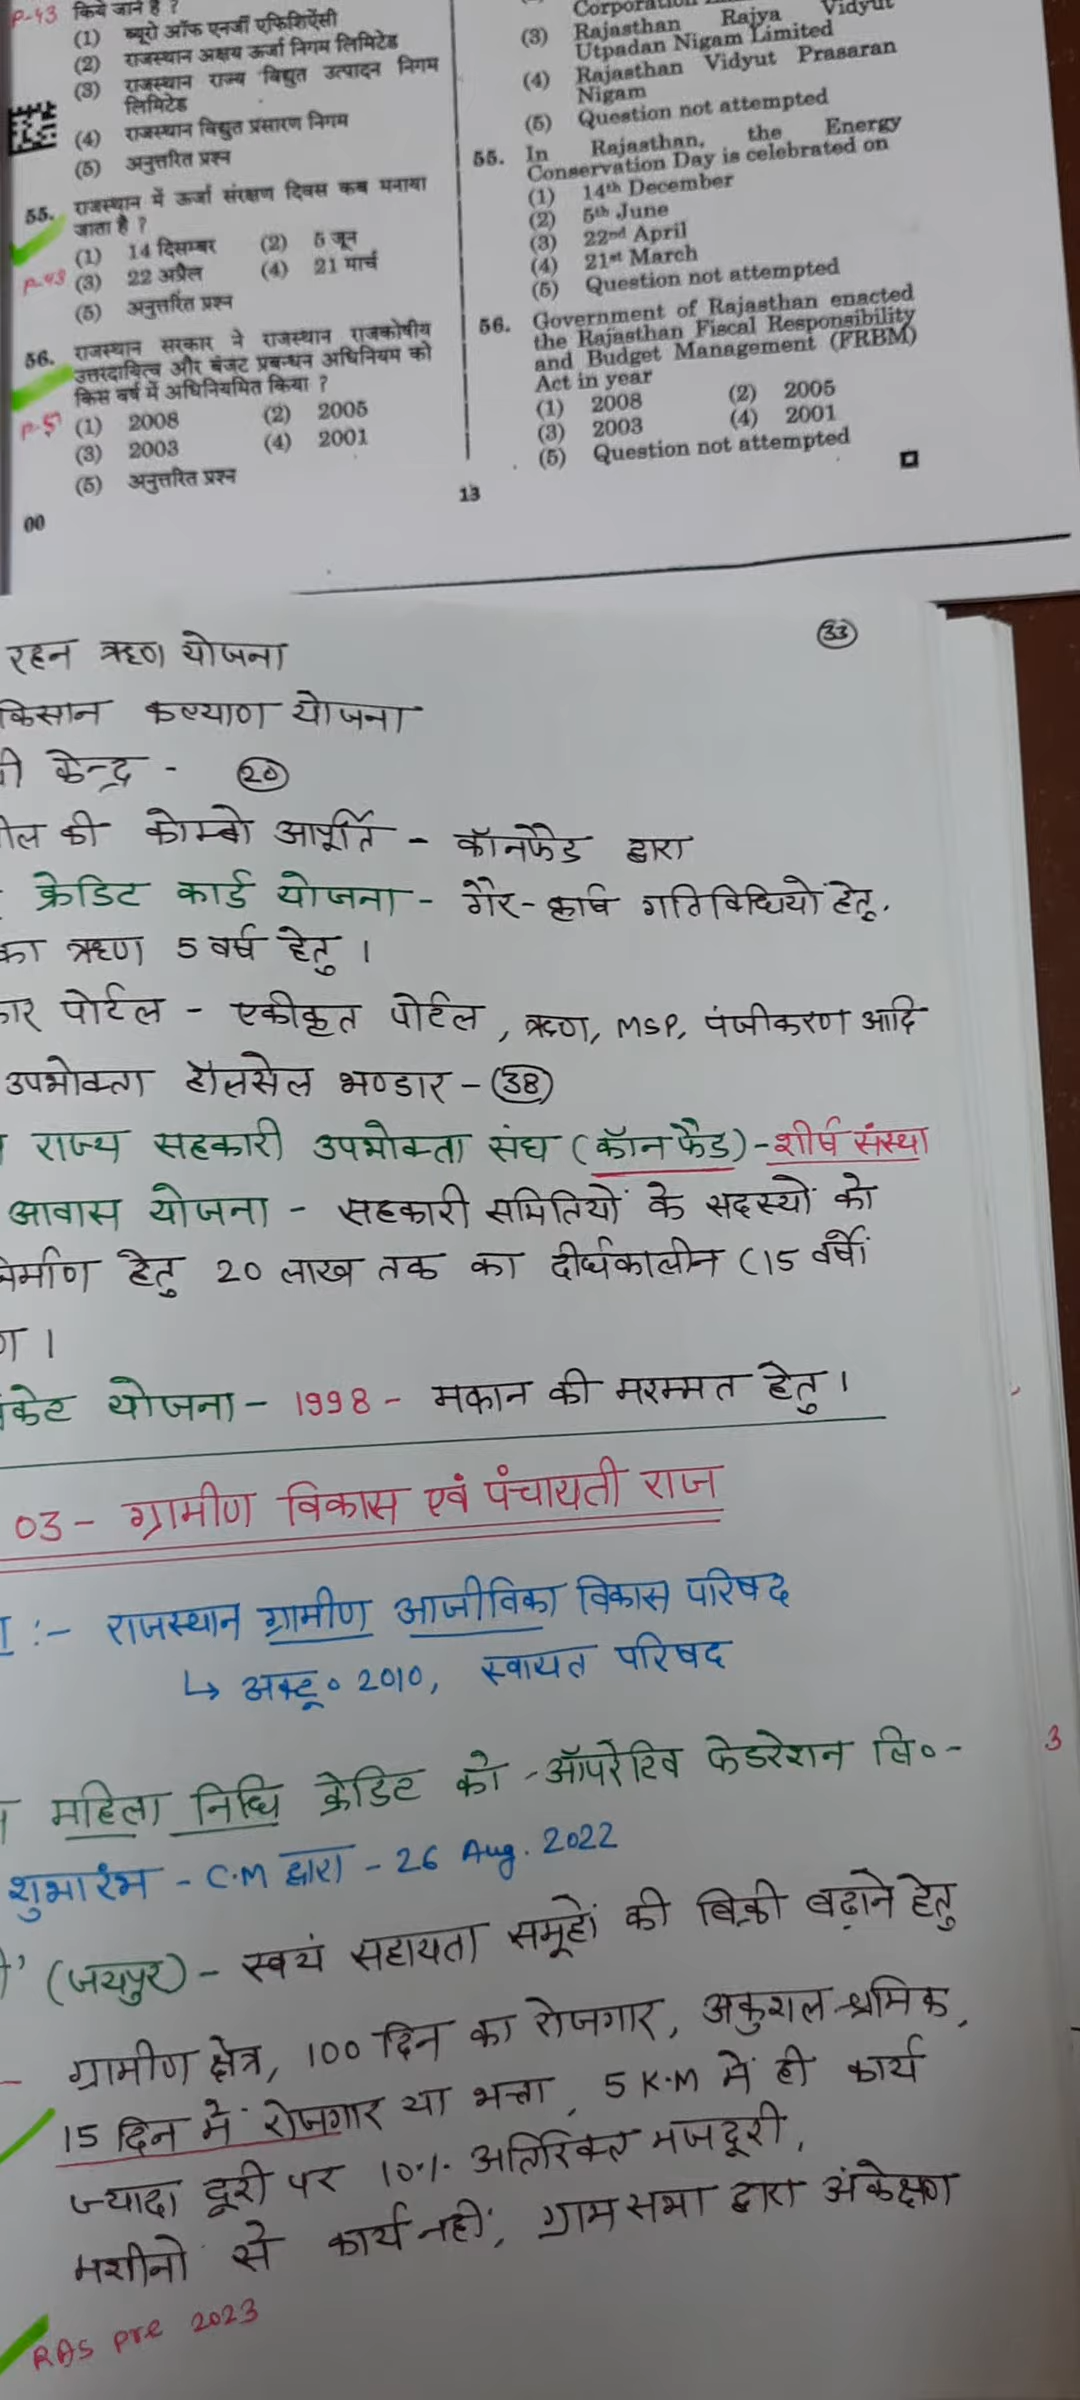 P-43 किये जाने है ?
(1) ब्यूरो ऑफ एनर्जी एफिशिऐंसी
(2) राजस्थान अक्षय ऊर्जा निगम लिमिटेड
(3) राजस्थान राज्य विद्युत उत्पादन निगम
लिमिटेड
(4) राजस्थान विद्युत प्रसारण निगम
(5) अनुत्तरित प्रश्न
55. राजस्थान में ऊर्जा संरक्षण दिवस कब मनाया
जाता है ?
(1) 14 दिसम्बर (2) 5 जून
P-43 (3) 22 अप्रैल (4) 21 मार्च
(5) अनुत्तरित प्रश्न
56. राजस्थान सरकार ने राजस्थान राजकोषीय
उत्तरदायित्व और बजट प्रबन्धन अधिनियम को
किस वर्ष में अधिनियमित किया ?
(1) 2008 (2) 2005
(3) 2003 (4) 2001
(5) अनुत्तरित प्रश्न
00
Corporation
(3) Rajasthan Rajya Vidyut
Utpadan Nigam Limited
(4) Rajasthan Vidyut Prasaran
Nigam
(5) Question not attempted
55. In Rajasthan, the Energy
Conservation Day is celebrated on
(1) 14th December
(2) 5th June
(3) 22nd April
(4) 21st March
(5) Question not attempted
56. Government of Rajasthan enacted
the Rajasthan Fiscal Responsibility
and Budget Management (FRBM)
Act in year
(1) 2008 (2) 2005
(3) 2003 (4) 2001
(5) Question not attempted
13
33
रहन ऋण योजना
किसान कल्याण योजना
केन्द्र - 20
की कोम्बो आपूर्ति - कॉनफैड द्वारा
क्रेडिट कार्ड योजना - गैर-कृषि गतिविधियों हेतु.
का ऋण 5 वर्ष हेतु ।
पोर्टल - एकीकृत पोर्टल, ऋण, MSP, पंजीकरण आदि
उपभोक्ता हॉलसेल भण्डार - 38
राज्य सहकारी उपभोक्ता संघ (कॉनफैड) - शीर्ष संस्था
आवास योजना - सहकारी समितियों के सदस्यों को
हेतु 20 लाख तक का दीर्घकालीन (15 वर्षों
।
योजना - 1998 - मकान की मरम्मत हेतु ।
03 - ग्रामीण विकास एवं पंचायती राज
:- राजस्थान ग्रामीण आजीविका विकास परिषद
↳ अक्टू॰ 2010, स्वायत परिषद
महिला निधि क्रेडिट को-ऑपरेटिव फेडरेशन लि॰ -
3
शुभारंभ - C.M द्वारा - 26 Aug. 2022
' (जयपुर) - स्वयं सहायता समूहों की बिक्री बढ़ाने हेतु
- ग्रामीण क्षेत्र, 100 दिन का रोजगार, अकुशल श्रमिक,
15 दिन में रोजगार या भत्ता, 5 K.M में ही कार्य
ज्यादा दूरी पर 10% अतिरिक्त मजदूरी,
मशीनो से कार्य नहीं, ग्राम सभा द्वारा अंकेक्षण
RAS Pre 2023